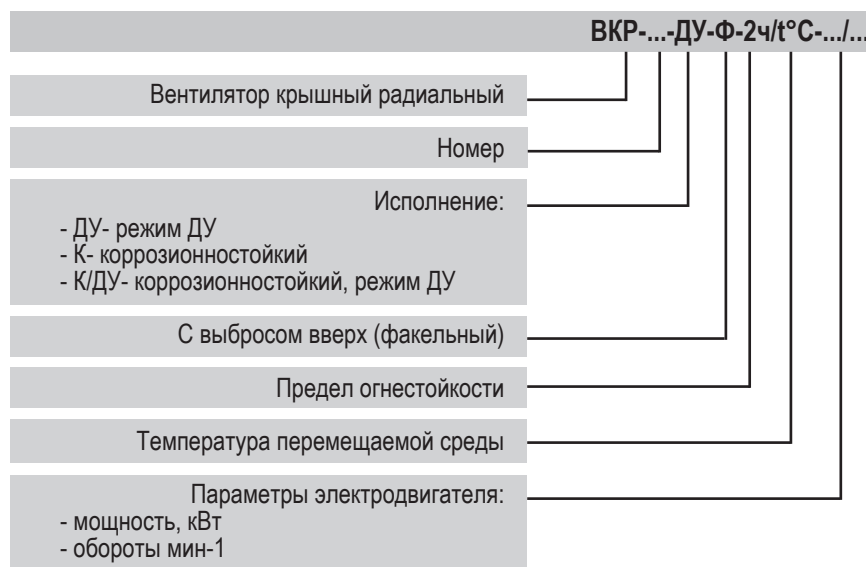 ВКР-...-ДУ-Ф-2ч/t°C-.../...
Вентилятор крышный радиальный
Номер
Исполнение:
- ДУ- режим ДУ
- К- коррозионностойкий
- К/ДУ- коррозионностойкий, режим ДУ
С выбросом вверх (факельный)
Предел огнестойкости
Температура перемещаемой среды
Параметры электродвигателя:
- мощность, кВт
- обороты мин-1